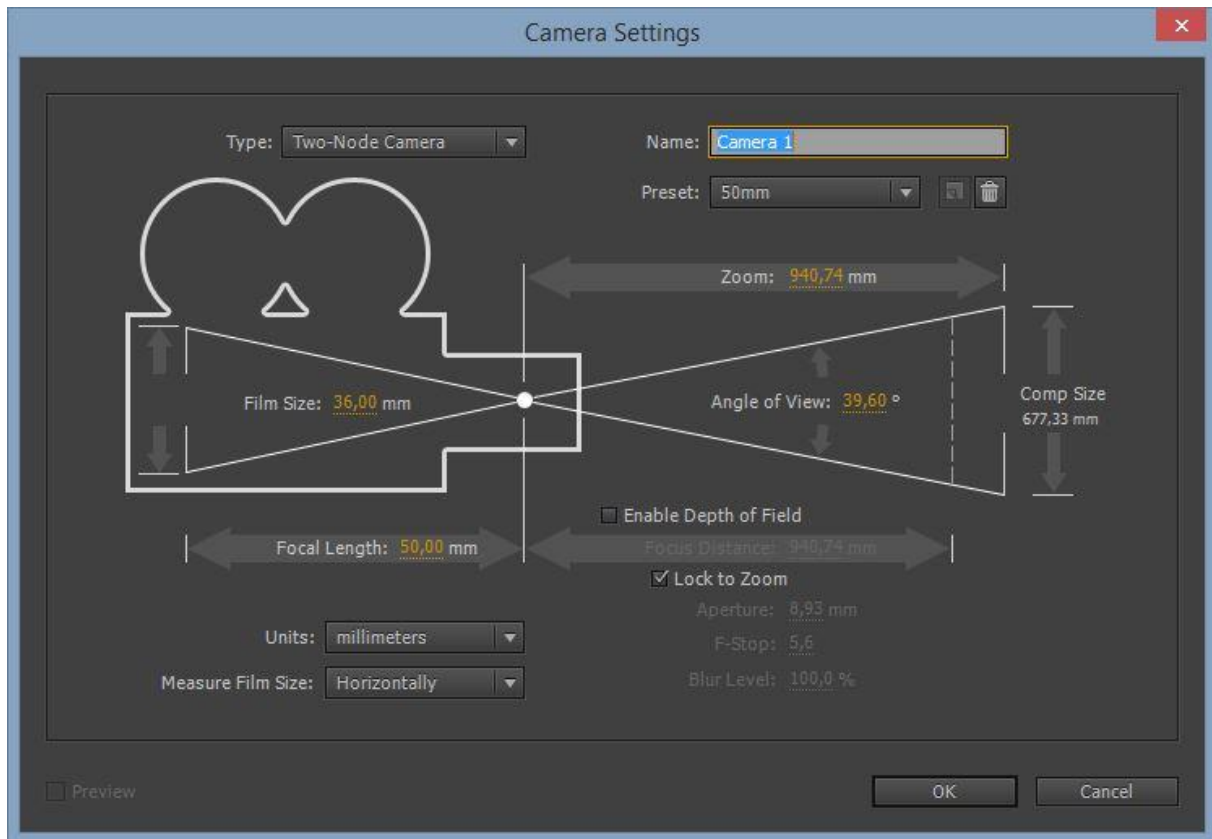 Camera Settings
Type: Two-Node Camera
Name: Camera 1
Preset: 50mm
Zoom: 940,74 mm
Film Size: 36,00 mm
Angle of View: 39,60 °
Comp Size
677,33 mm
Enable Depth of Field
Focal Length: 50,00 mm
Focus Distance: 940,74 mm
Lock to Zoom
Aperture: 8,93 mm
Units: millimeters
F-Stop: 5,6
Measure Film Size: Horizontally
Blur Level: 100,0 %
Preview
OK
Cancel